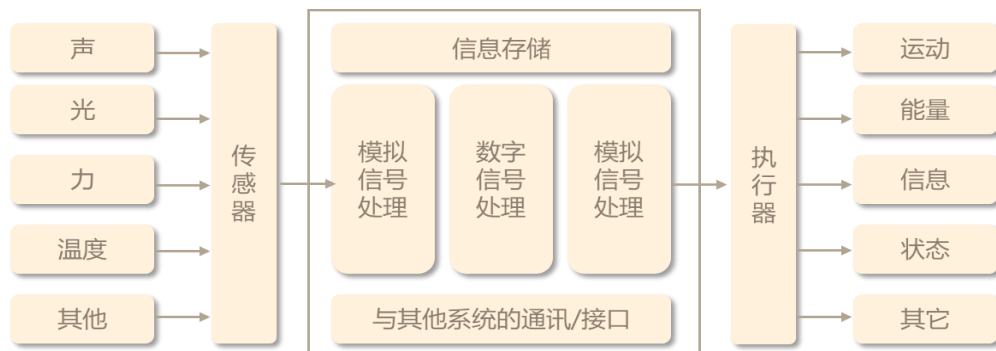 声
光
力
温度
其他
传
感
器
信息存储
模拟
信号
处理
数字
信号
处理
模拟
信号
处理
与其他系统的通讯/接口
执
行
器
运动
能量
信息
状态
其它